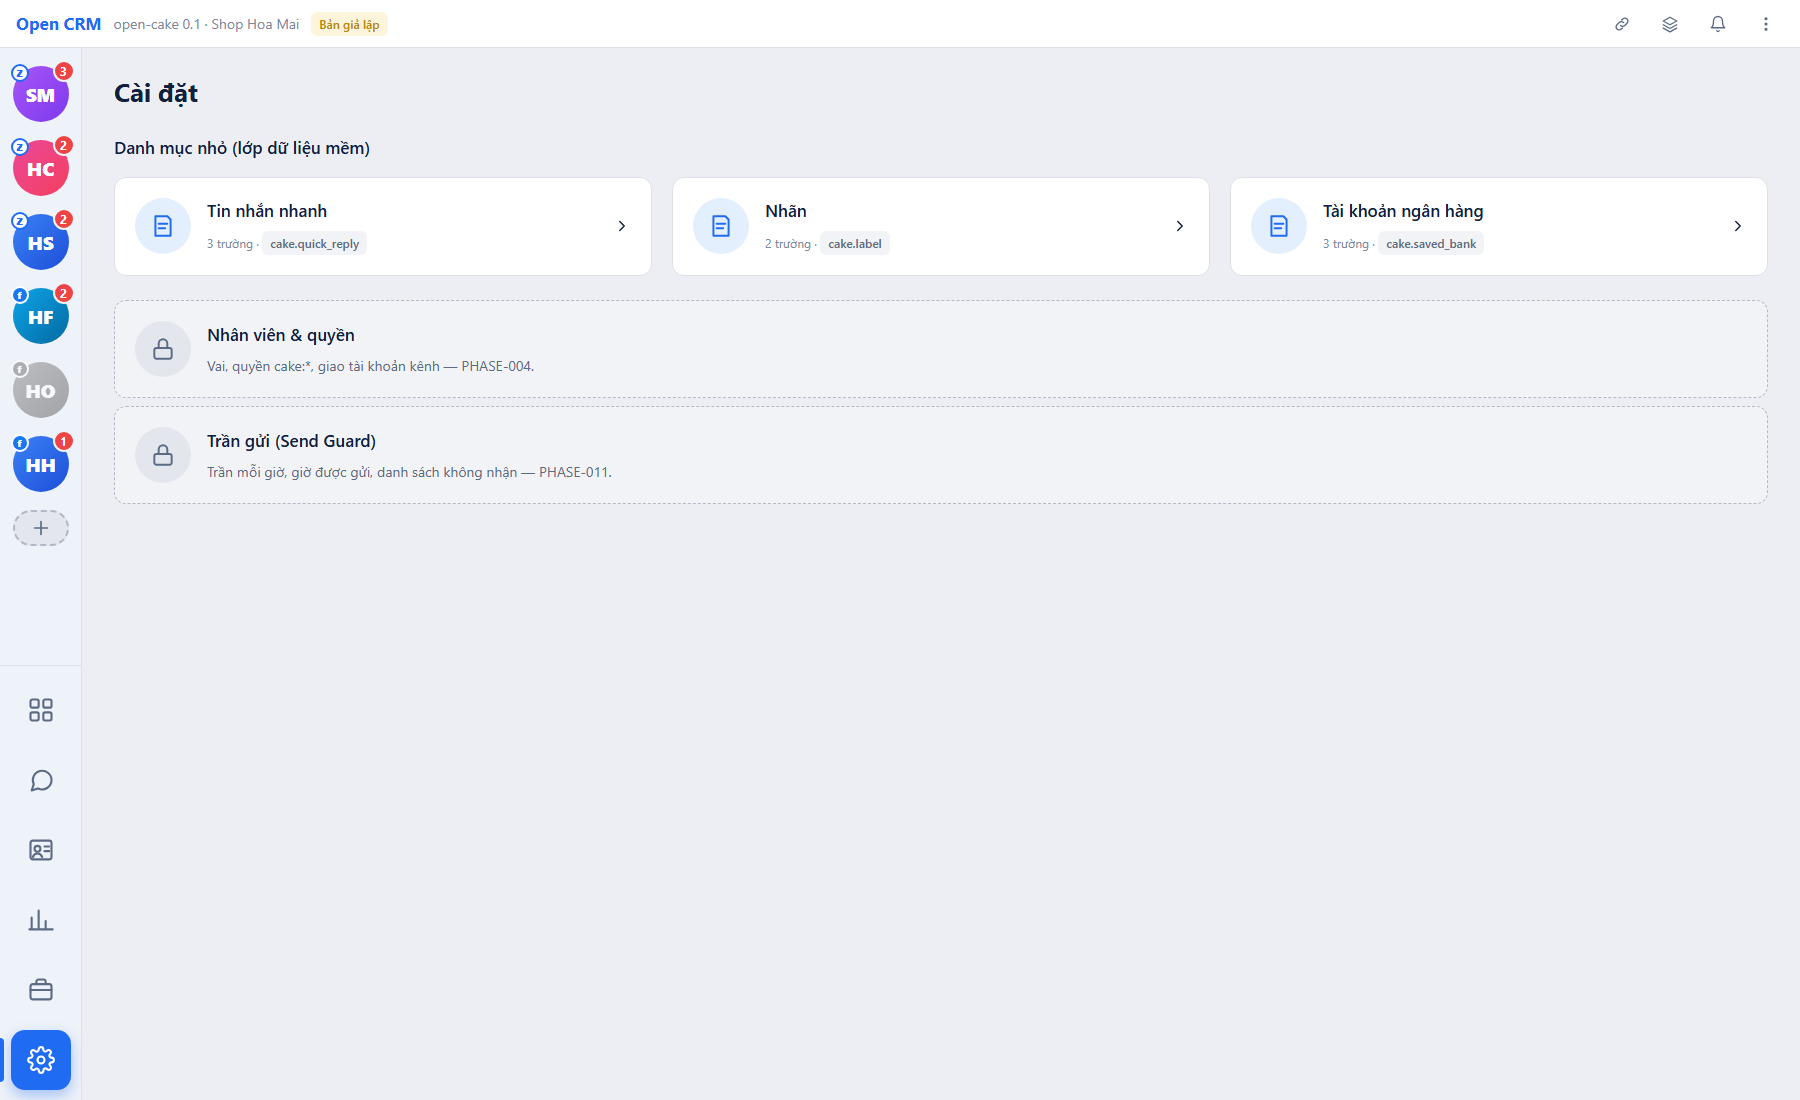 Open CRM open-cake 0.1 · Shop Hoa Mai Bản giả lập
z 3
SM
z 2
HC
z 2
HS
f 2
HF
f
HO
f 1
HH
Cài đặt
Danh mục nhỏ (lớp dữ liệu mềm)
Tin nhắn nhanh
3 trường · cake.quick_reply
Nhãn
2 trường · cake.label
Tài khoản ngân hàng
3 trường · cake.saved_bank
Nhân viên & quyền
Vai, quyền cake:*, giao tài khoản kênh — PHASE-004.
Trần gửi (Send Guard)
Trần mỗi giờ, giờ được gửi, danh sách không nhận — PHASE-011.